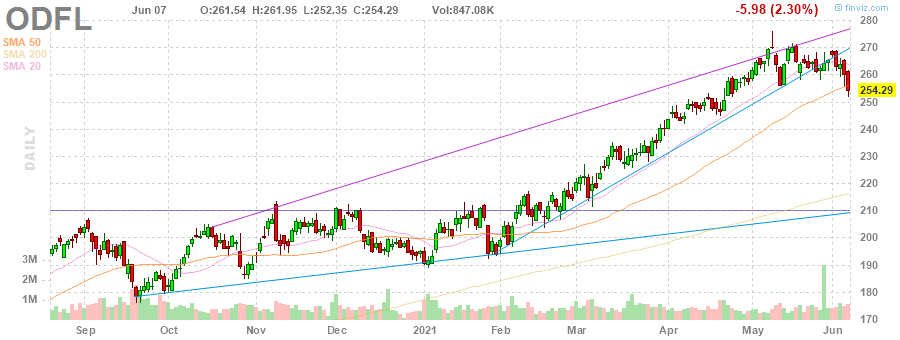 ODFL
Jun 07 O:261.54 H:261.95 L:252.35 C:254.29 Vol:847.08K -5.98 (2.30%)
© finviz.com
SMA 50
SMA 200
SMA 20
DAILY
280
270
260
254.29
250
240
230
220
210
200
190
180
170
3M
2M
1M
Sep Oct Nov Dec 2021 Feb Mar Apr May Jun